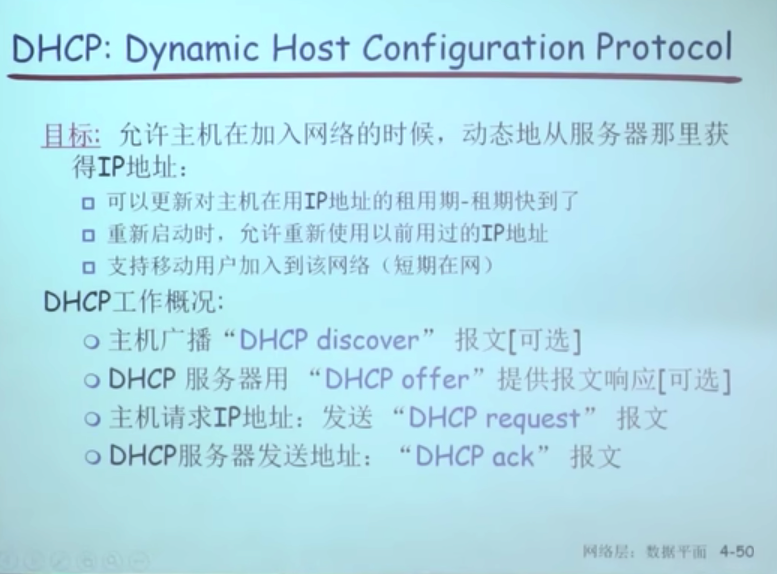 DHCP: Dynamic Host Configuration Protocol
目标: 允许主机在加入网络的时候，动态地从服务器那里获
得IP地址：
可以更新对主机在用IP地址的租用期-租期快到了
重新启动时，允许重新使用以前用过的IP地址
支持移动用户加入到该网络（短期在网）
DHCP工作概况:
主机广播“DHCP discover” 报文[可选]
DHCP 服务器用 “DHCP offer”提供报文响应[可选]
主机请求IP地址：发送 “DHCP request” 报文
DHCP服务器发送地址：“DHCP ack” 报文
网络层：数据平面 4-50